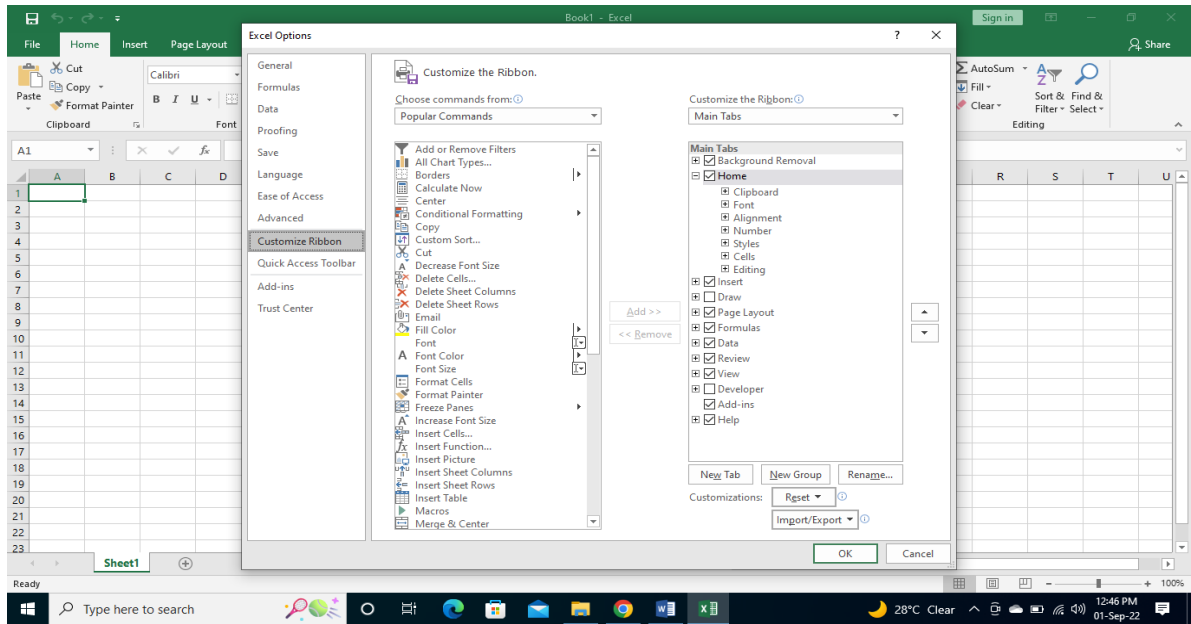 Book1 - Excel
Sign in
File Home Insert Page Layout
Share
Cut
Copy
Format Painter
Paste
Clipboard
Calibri
B I U
Font
AutoSum
Fill
Clear
Sort & Filter
Find & Select
Editing
A1
fx
A B C D R S T U
1
2
3
4
5
6
7
8
9
10
11
12
13
14
15
16
17
18
19
20
21
22
23
Excel Options
? ×
General
Formulas
Data
Proofing
Save
Language
Ease of Access
Advanced
Customize Ribbon
Quick Access Toolbar
Add-ins
Trust Center
Customize the Ribbon.
Choose commands from:
Popular Commands
Add or Remove Filters
All Chart Types...
Borders
Calculate Now
Center
Conditional Formatting
Copy
Custom Sort...
Cut
Decrease Font Size
Delete Cells...
Delete Sheet Columns
Delete Sheet Rows
Email
Fill Color
Font
Font Color
Font Size
Format Cells
Format Painter
Freeze Panes
Increase Font Size
Insert Cells...
Insert Function...
Insert Picture
Insert Sheet Columns
Insert Sheet Rows
Insert Table
Macros
Merge & Center
Add >>
<< Remove
Customize the Ribbon:
Main Tabs
Main Tabs
Background Removal
Home
Clipboard
Font
Alignment
Number
Styles
Cells
Editing
Insert
Draw
Page Layout
Formulas
Data
Review
View
Developer
Add-ins
Help
New Tab New Group Rename...
Customizations: Reset
Import/Export
OK Cancel
Sheet1
Ready
100%
Type here to search
28°C Clear
12:46 PM
01-Sep-22